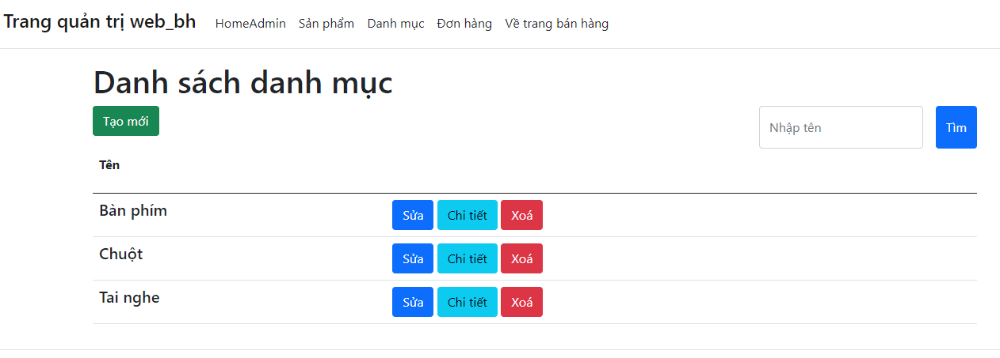 Trang quản trị web_bh HomeAdmin Sản phẩm Danh mục Đơn hàng Về trang bán hàng
Danh sách danh mục
Tạo mới Nhập tên Tìm
Tên
Bàn phím Sửa Chi tiết Xoá
Chuột Sửa Chi tiết Xoá
Tai nghe Sửa Chi tiết Xoá